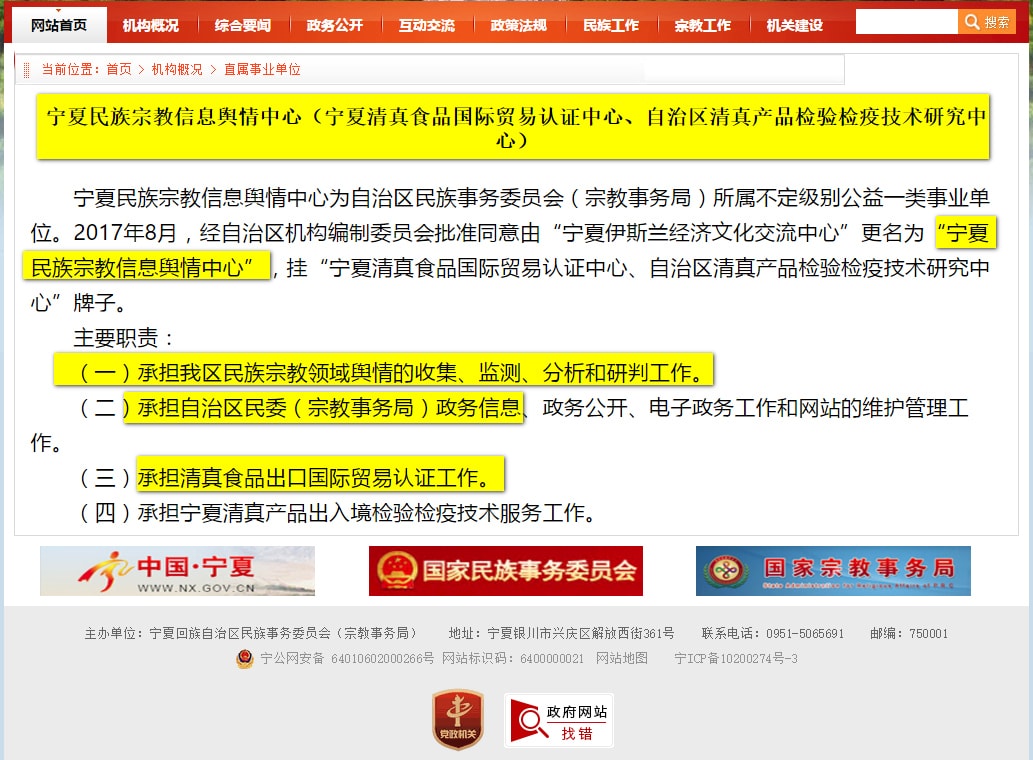 网站首页 机构概况 综合要闻 政务公开 互动交流 政策法规 民族工作 宗教工作 机关建设 搜索
当前位置：首页 > 机构概况 > 直属事业单位
宁夏民族宗教信息舆情中心（宁夏清真食品国际贸易认证中心、自治区清真产品检验检疫技术研究中
心）
宁夏民族宗教信息舆情中心为自治区民族事务委员会（宗教事务局）所属不定级别公益一类事业单
位。2017年8月，经自治区机构编制委员会批准同意由“宁夏伊斯兰经济文化交流中心”更名为“宁夏
民族宗教信息舆情中心”，挂“宁夏清真食品国际贸易认证中心、自治区清真产品检验检疫技术研究中
心”牌子。
主要职责：
（一）承担我区民族宗教领域舆情的收集、监测、分析和研判工作。
（二）承担自治区民委（宗教事务局）政务信息、政务公开、电子政务工作和网站的维护管理工
作。
（三）承担清真食品出口国际贸易认证工作。
（四）承担宁夏清真产品出入境检验检疫技术服务工作。
中国·宁夏
WWW.NX.GOV.CN
国家民族事务委员会
国家宗教事务局
State Administration for Religious Affairs of P.R.C
主办单位：宁夏回族自治区民族事务委员会（宗教事务局） 地址：宁夏银川市兴庆区解放西街361号 联系电话：0951-5065691 邮编：750001
宁公网安备 64010602000266号 网站标识码：6400000021 网站地图 宁ICP备10200274号-3
党政机关
政府网站
找错